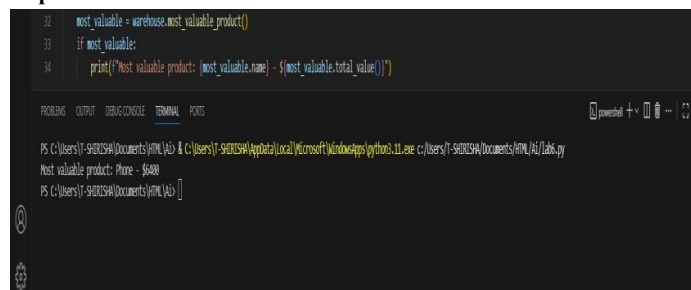 32 most_valuable = warehouse.most_valuable_product()
33 if most_valuable:
34 print(f"Most valuable product: {most_valuable.name} - ${most_valuable.total_value()}")
PROBLEMS OUTPUT DEBUG CONSOLE TERMINAL PORTS powershell
PS C:\Users\T-SHIRISHA\Documents\HTML\Ai> & C:\Users\T-SHIRISHA\AppData\Local\Microsoft\WindowsApps\python3.11.exe c:/Users/T-SHIRISHA/Documents/HTML/Ai/lab6.py
Most valuable product: Phone - $6400
PS C:\Users\T-SHIRISHA\Documents\HTML\Ai>